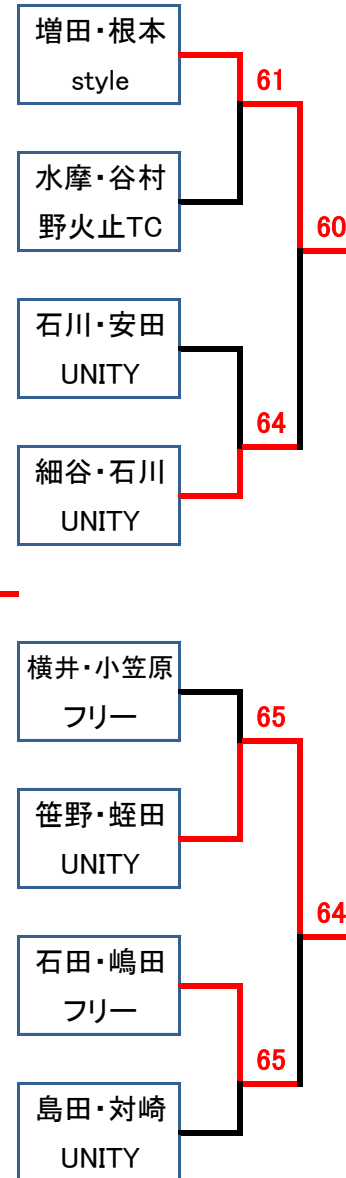 増田・根本
style
61
水摩・谷村
野火止TC
60
石川・安田
UNITY
64
細谷・石川
UNITY
横井・小笠原
フリー
65
笹野・蛭田
UNITY
64
石田・嶋田
フリー
65
島田・対崎
UNITY